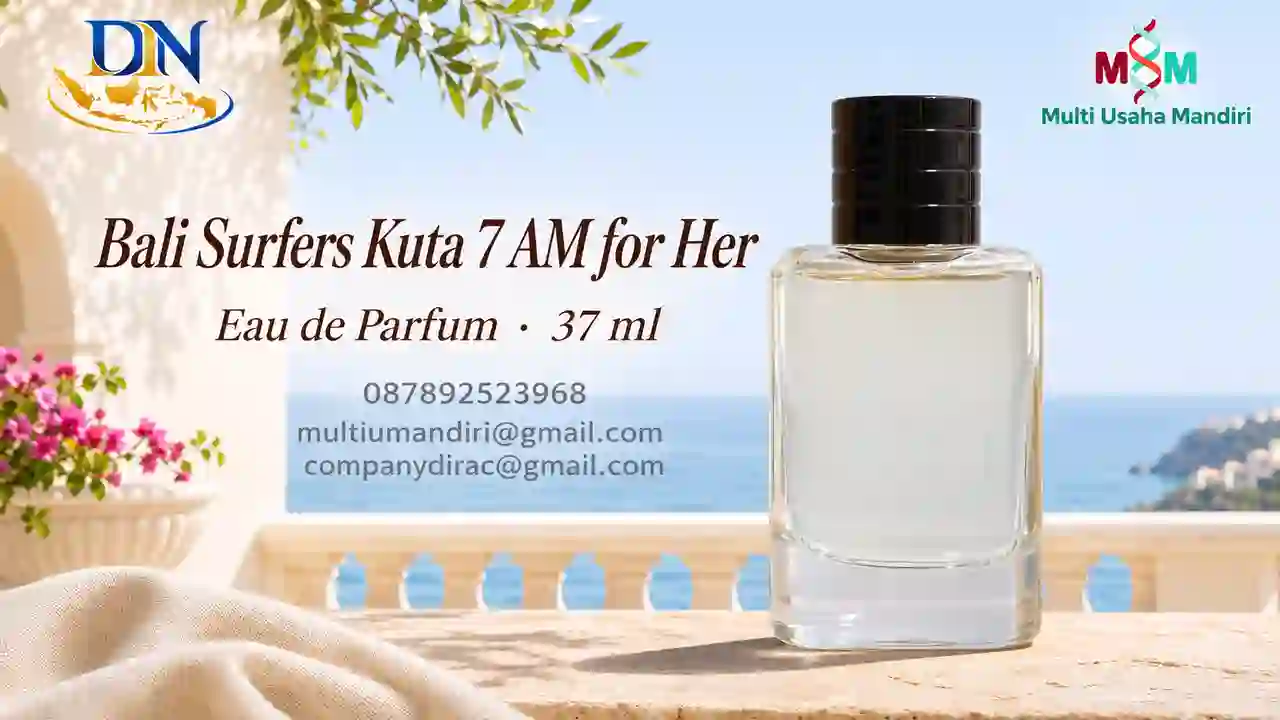 DIN
MSM
Multi Usaha Mandiri
Bali Surfers Kuta 7 AM for Her
Eau de Parfum · 37 ml
087892523968
multiumandiri@gmail.com
companydirac@gmail.com